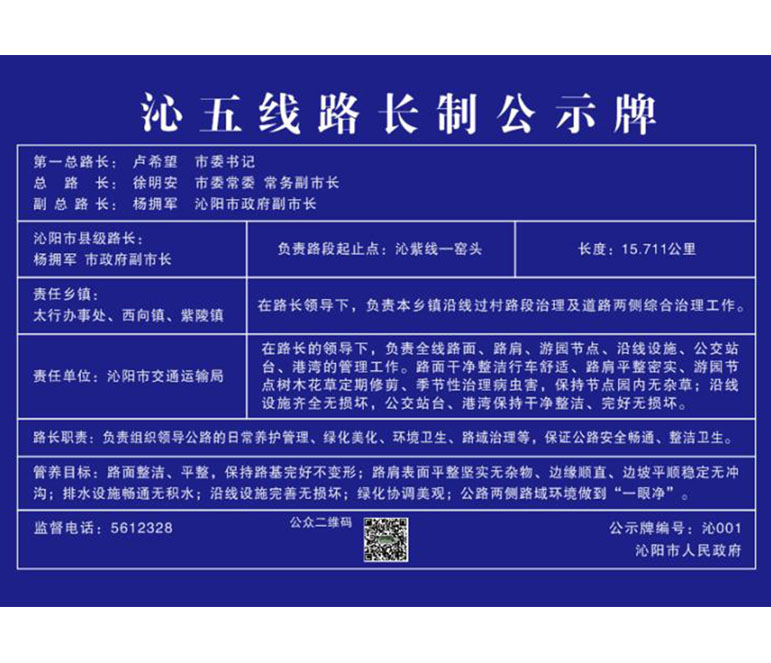 沁五线路长制公示牌
第一总路长： 卢希望 市委书记
总 路 长： 徐明安 市委常委 常务副市长
副 总 路 长： 杨拥军 沁阳市政府副市长
沁阳市县级路长：
杨拥军 市政府副市长
负责路段起止点：沁紫线—窑头
长度：15.711公里
责任乡镇：
太行办事处、西向镇、紫陵镇
在路长领导下，负责本乡镇沿线过村路段治理及道路两侧综合治理工作。
责任单位：沁阳市交通运输局
在路长的领导下，负责全线路面、路肩、游园节点、沿线设施、公交站
台、港湾的管理工作。路面干净整洁行车舒适、路肩平整密实、游园节
点树木花草定期修剪、季节性治理病虫害，保持节点园内无杂草；沿线
设施齐全无损坏，公交站台、港湾保持干净整洁、完好无损坏。
路长职责：负责组织领导公路的日常养护管理、绿化美化、环境卫生、路域治理等，保证公路安全畅通、整洁卫生。
管养目标：路面整洁、平整，保持路基完好不变形；路肩表面平整坚实无杂物、边缘顺直、边坡平顺稳定无冲
沟；排水设施畅通无积水；沿线设施完善无损坏；绿化协调美观；公路两侧路域环境做到“一眼净”。
监督电话：5612328
公众二维码
公示牌编号：沁001
沁阳市人民政府